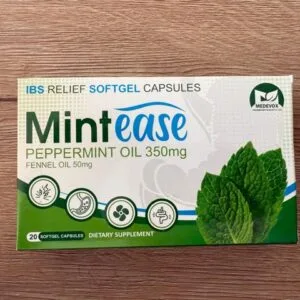 IBS RELIEF SOFTGEL CAPSULES
MEDEVOX
Mintease
PEPPERMINT OIL 350mg
FENNEL OIL 50mg
20 SOFTGEL CAPSULES
DIETARY SUPPLEMENT